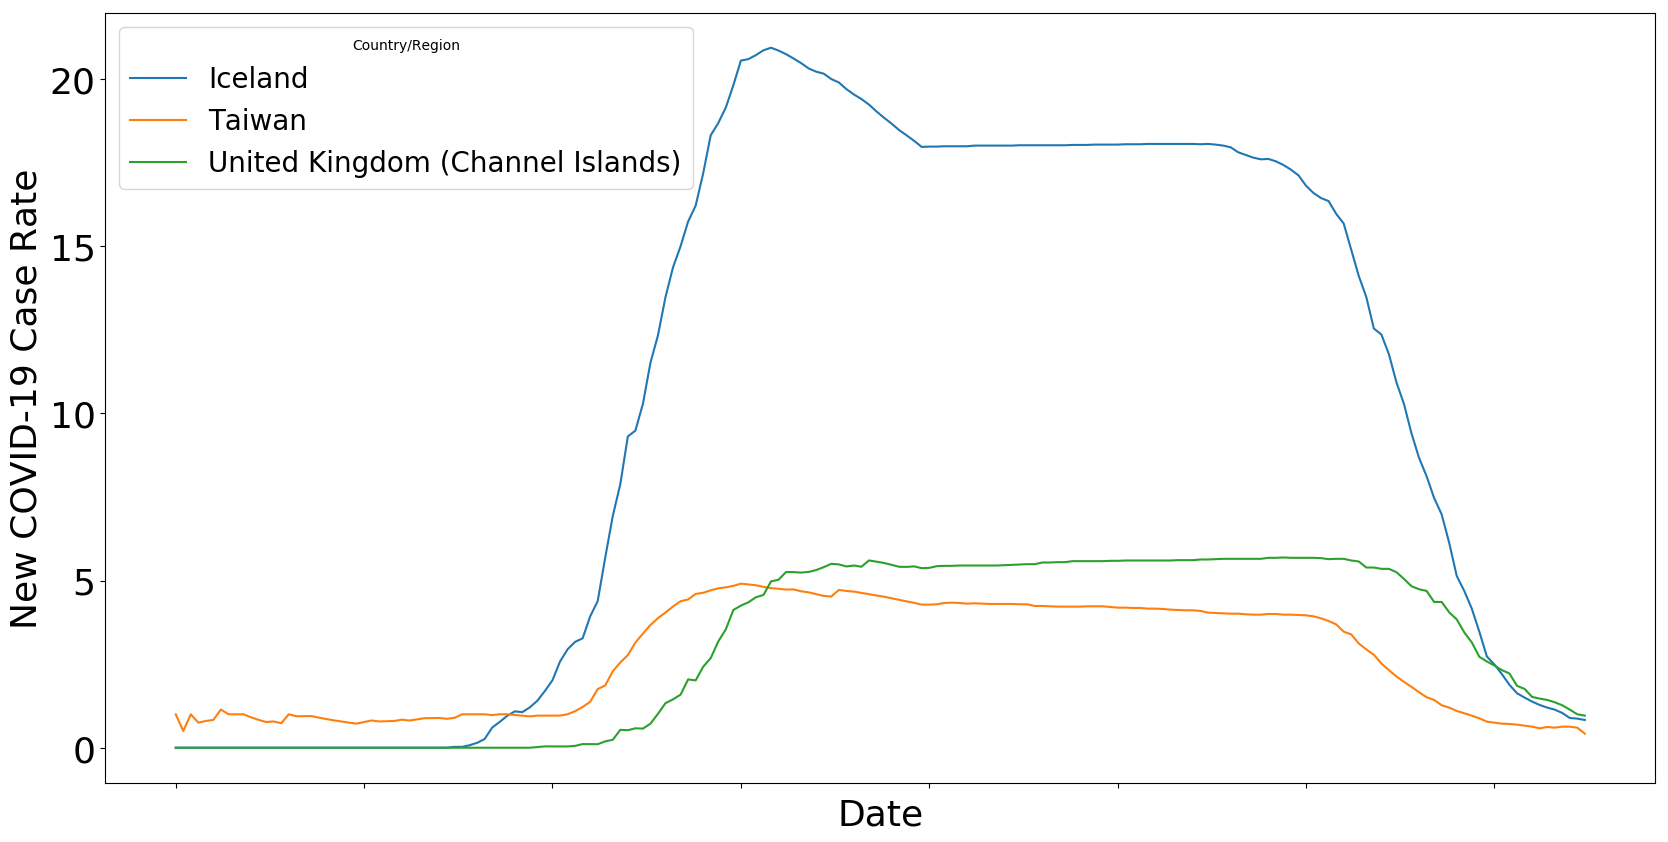 Country/Region
Iceland
Taiwan
United Kingdom (Channel Islands)
New COVID-19 Case Rate
20
15
10
5
0
Date